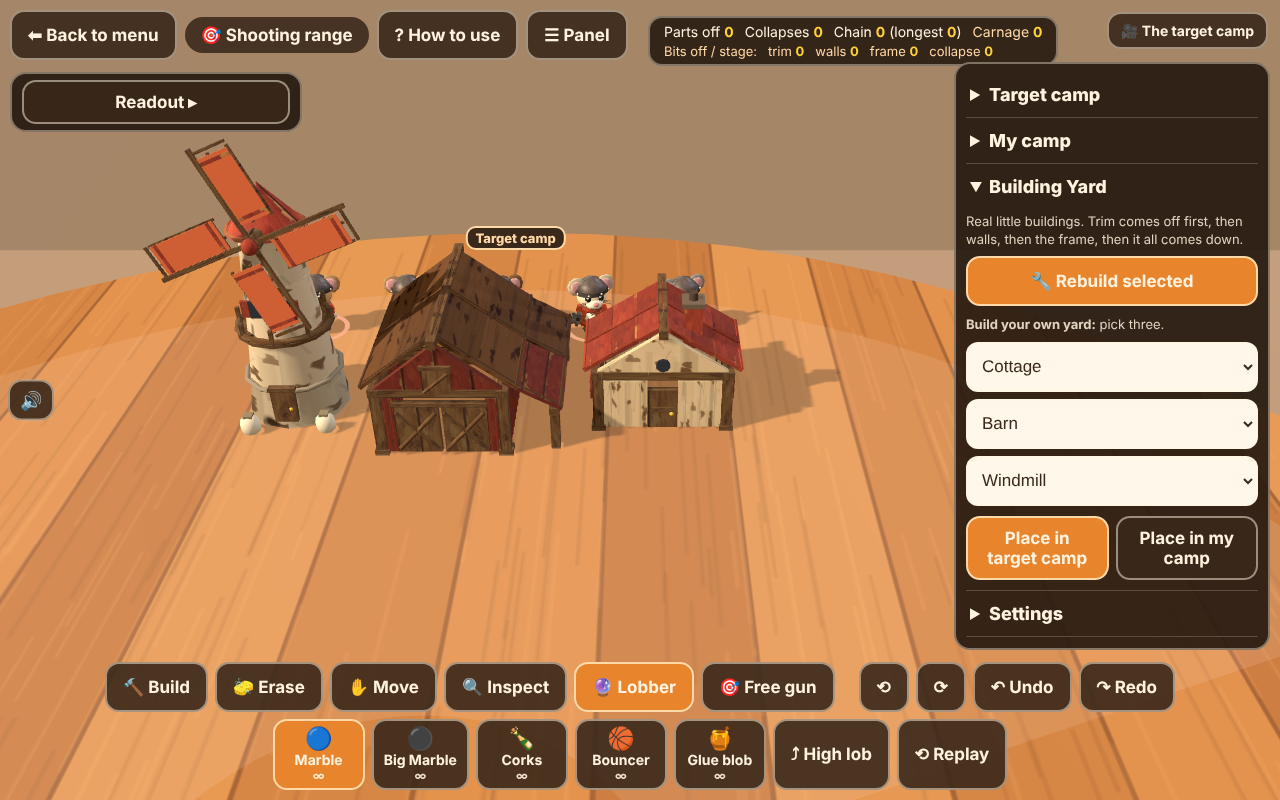 ⬅ Back to menu
🎯 Shooting range
? How to use
☰ Panel
Parts off 0 Collapses 0 Chain 0 (longest 0) Carnage 0
Bits off / stage: trim 0 walls 0 frame 0 collapse 0
🎥 The target camp
Readout ▸
▶ Target camp
▶ My camp
▼ Building Yard
Real little buildings. Trim comes off first, then
walls, then the frame, then it all comes down.
🔧 Rebuild selected
Build your own yard: pick three.
Cottage
Barn
Windmill
Place in
target camp
Place in my
camp
▶ Settings
Target camp
🔨 Build
🧽 Erase
✋ Move
🔍 Inspect
🔮 Lobber
🎯 Free gun
⟲
⟳
↶ Undo
↷ Redo
Marble
∞
Big Marble
∞
Corks
∞
Bouncer
∞
Glue blob
∞
⤴ High lob
⟲ Replay